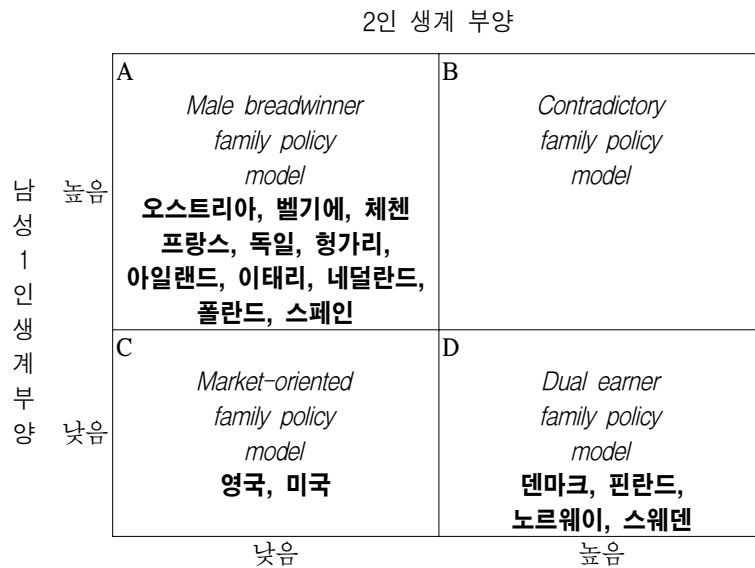 2인 생계 부양
남
성
1
인
생
계
부
양
높음
낮음
A
Male breadwinner
family policy
model
오스트리아, 벨기에, 체첸
프랑스, 독일, 헝가리,
아일랜드, 이태리, 네덜란드,
폴란드, 스페인
B
Contradictory
family policy
model
C
Market-oriented
family policy
model
영국, 미국
D
Dual earner
family policy
model
덴마크, 핀란드,
노르웨이, 스웨덴
낮음
높음